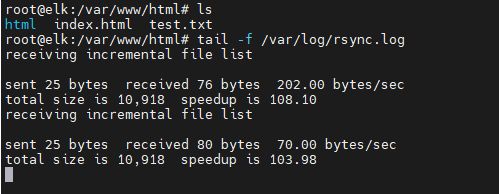 root@elk:/var/www/html# ls
html  index.html  test.txt
root@elk:/var/www/html# tail -f /var/log/rsync.log
receiving incremental file list

sent 25 bytes  received 76 bytes  202.00 bytes/sec
total size is 10,918  speedup is 108.10
receiving incremental file list

sent 25 bytes  received 80 bytes  70.00 bytes/sec
total size is 10,918  speedup is 103.98